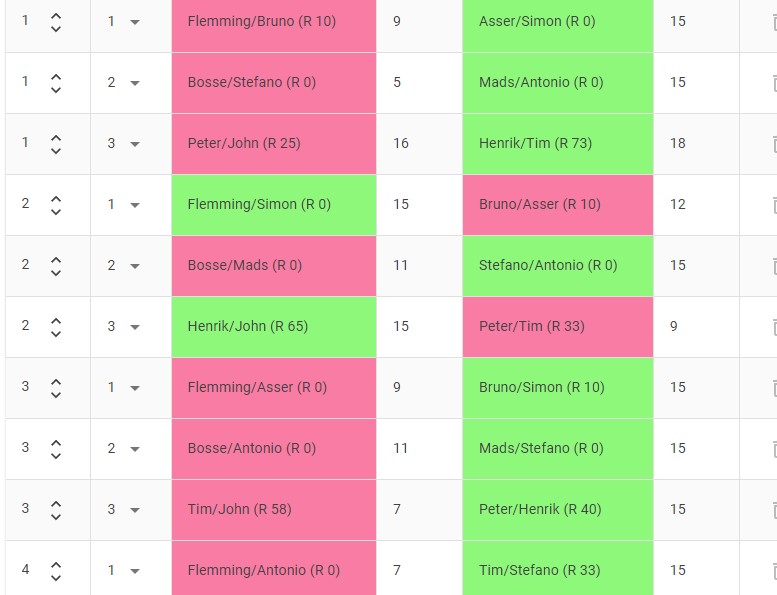 1 1 Flemming/Bruno (R 10) 9 Asser/Simon (R 0) 15
1 2 Bosse/Stefano (R 0) 5 Mads/Antonio (R 0) 15
1 3 Peter/John (R 25) 16 Henrik/Tim (R 73) 18
2 1 Flemming/Simon (R 0) 15 Bruno/Asser (R 10) 12
2 2 Bosse/Mads (R 0) 11 Stefano/Antonio (R 0) 15
2 3 Henrik/John (R 65) 15 Peter/Tim (R 33) 9
3 1 Flemming/Asser (R 0) 9 Bruno/Simon (R 10) 15
3 2 Bosse/Antonio (R 0) 11 Mads/Stefano (R 0) 15
3 3 Tim/John (R 58) 7 Peter/Henrik (R 40) 15
4 1 Flemming/Antonio (R 0) 7 Tim/Stefano (R 33) 15